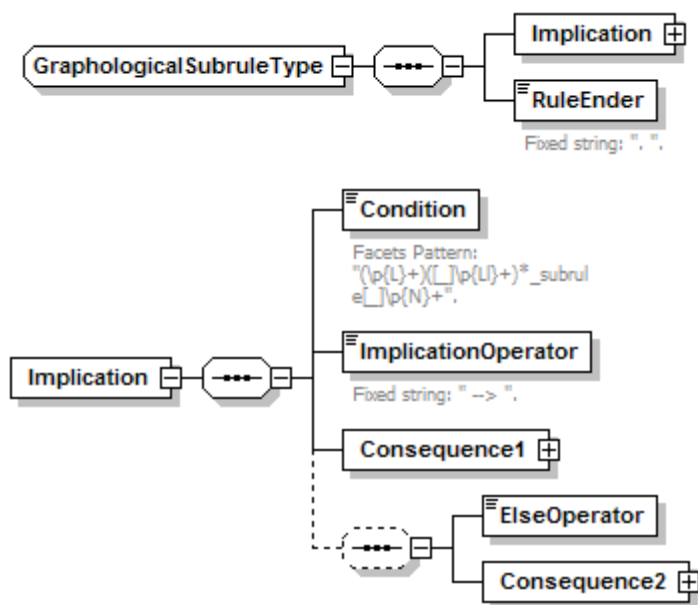 GraphologicalSubruleType
Implication
RuleEnder
Fixed string: ". ".
Condition
Facets Pattern:
"(\p{L}+)([_]\p{Ll}+)*_subrul
e[_]\p{N}+".
Implication
ImplicationOperator
Fixed string: " --> ".
Consequence1
ElseOperator
Consequence2